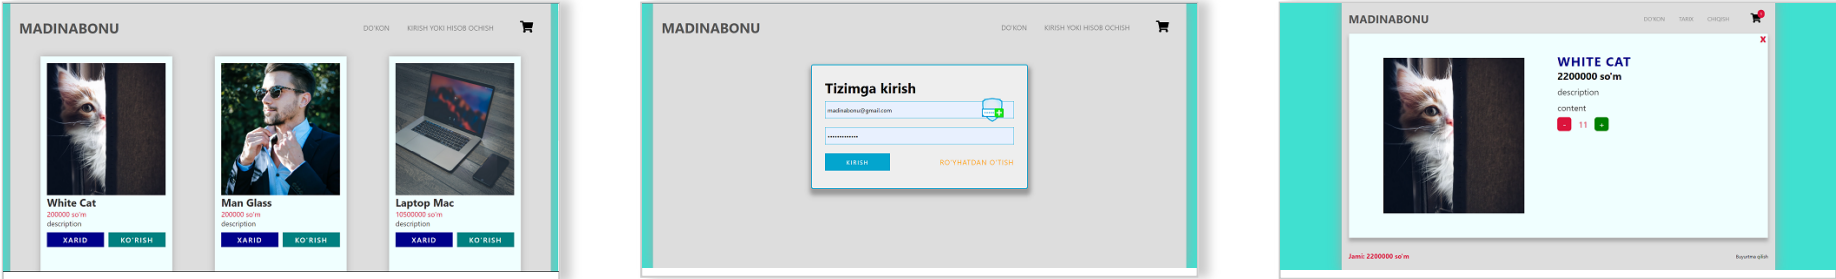 MADINABONU
DO'KON KIRISH YOKI HISOB OCHISH
White Cat
200000 so'm
description
XARID KO'RISH
Man Glass
200000 so'm
description
XARID KO'RISH
Laptop Mac
10500000 so'm
description
XARID KO'RISH
MADINABONU
DO'KON KIRISH YOKI HISOB OCHISH
Tizimga kirish
madinabonu@gmail.com
KIRISH RO'YHATDAN O'TISH
MADINABONU
DO'KON TARIX CHIQISH
X
WHITE CAT
2200000 so'm
description
content
- 11 +
Jami: 2200000 so'm
Buyurtma qilish